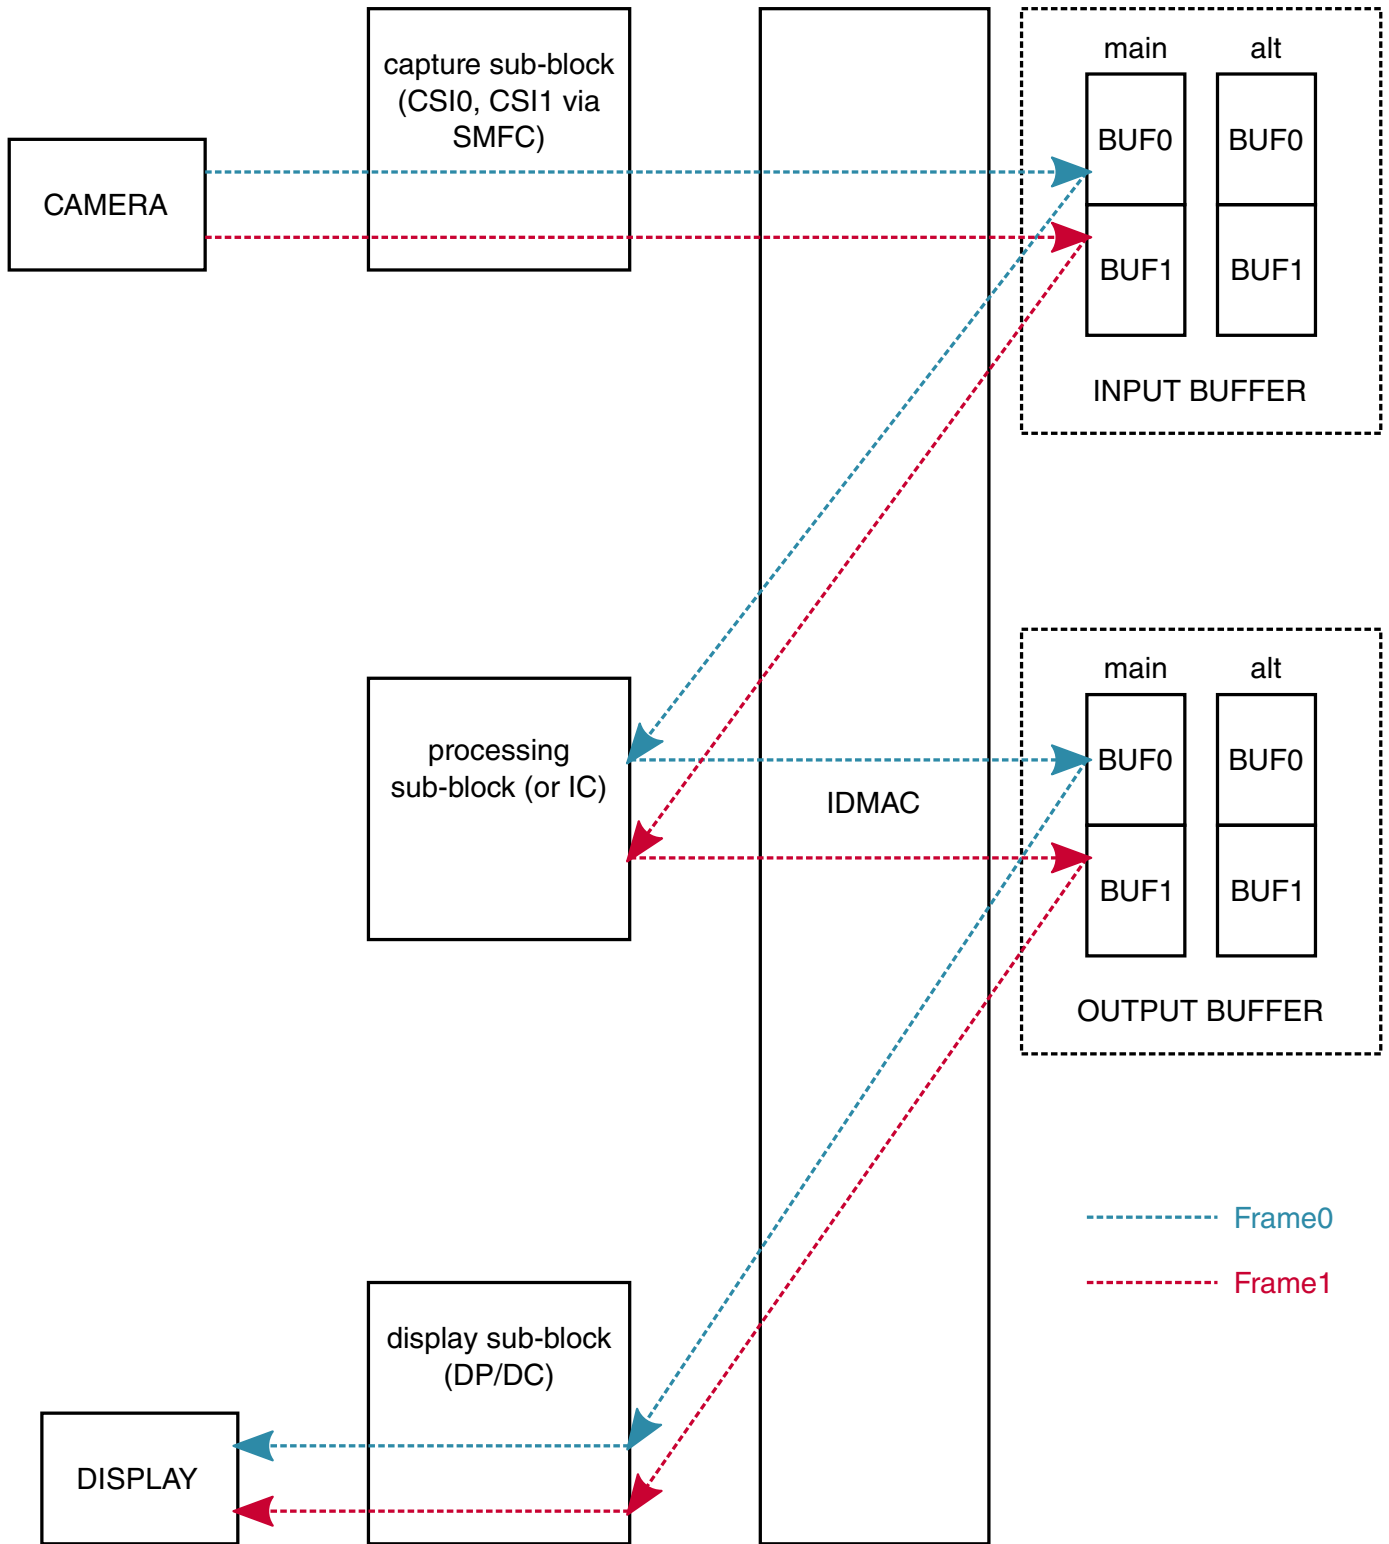 capture sub-block
(CSI0, CSI1 via
SMFC)
CAMERA
main
alt
BUF0
BUF0
BUF1
BUF1
INPUT BUFFER
processing
sub-block (or IC)
IDMAC
main
alt
BUF0
BUF0
BUF1
BUF1
OUTPUT BUFFER
Frame0
Frame1
display sub-block
(DP/DC)
DISPLAY